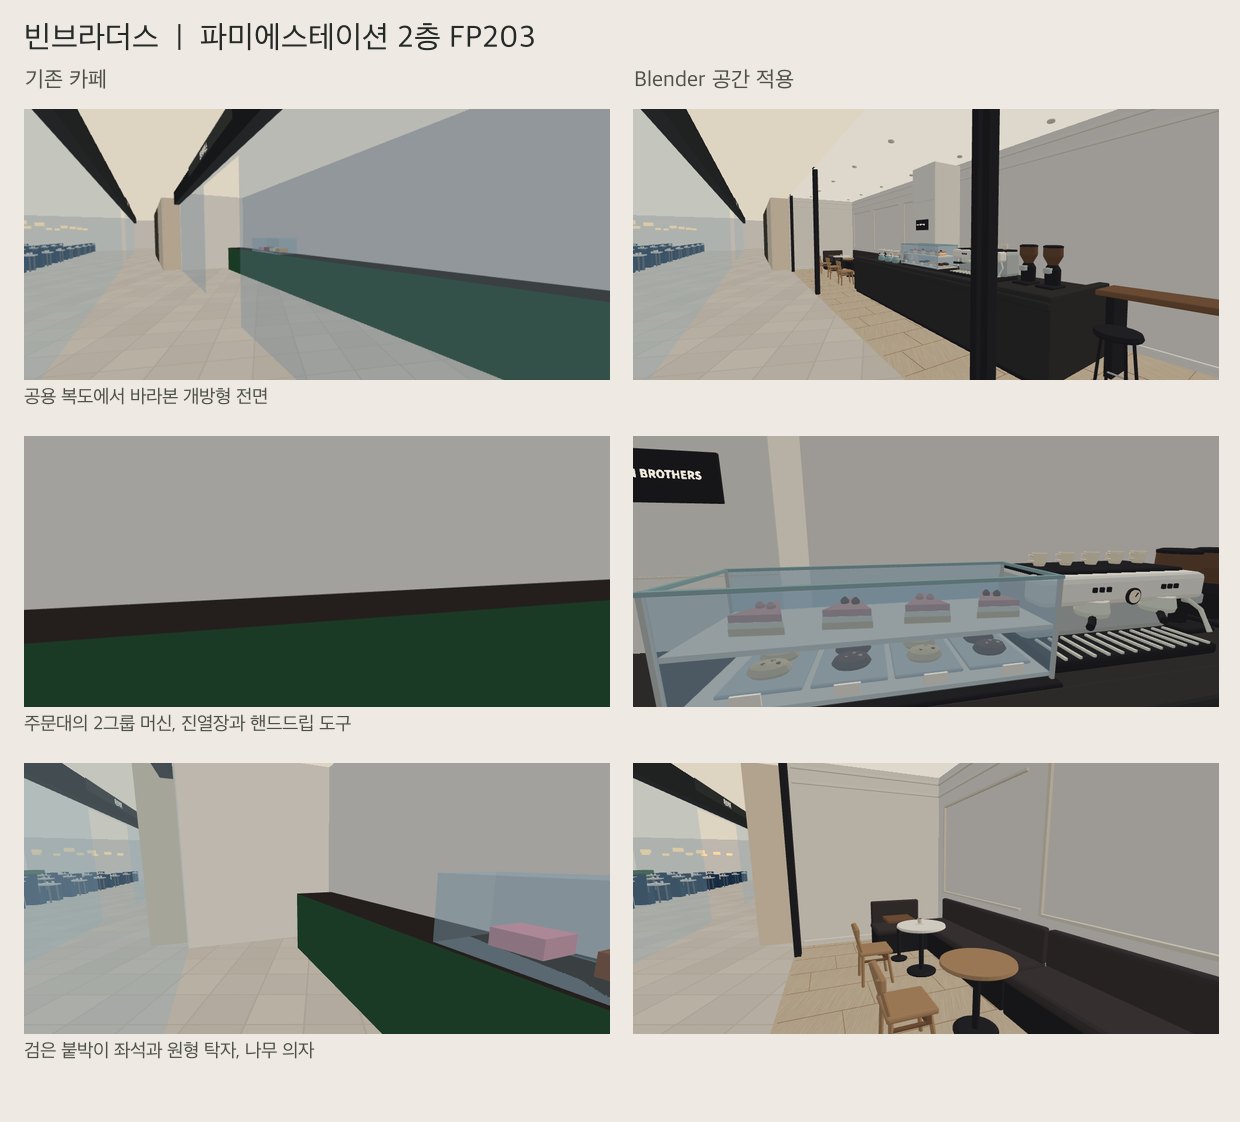 빈브라더스 | 파미에스테이션 2층 FP203
기존 카페
Blender 공간 적용
공용 복도에서 바라본 개방형 전면
BROTHERS
주문대의 2그룹 머신, 진열장과 핸드드립 도구
검은 붙박이 좌석과 원형 탁자, 나무 의자